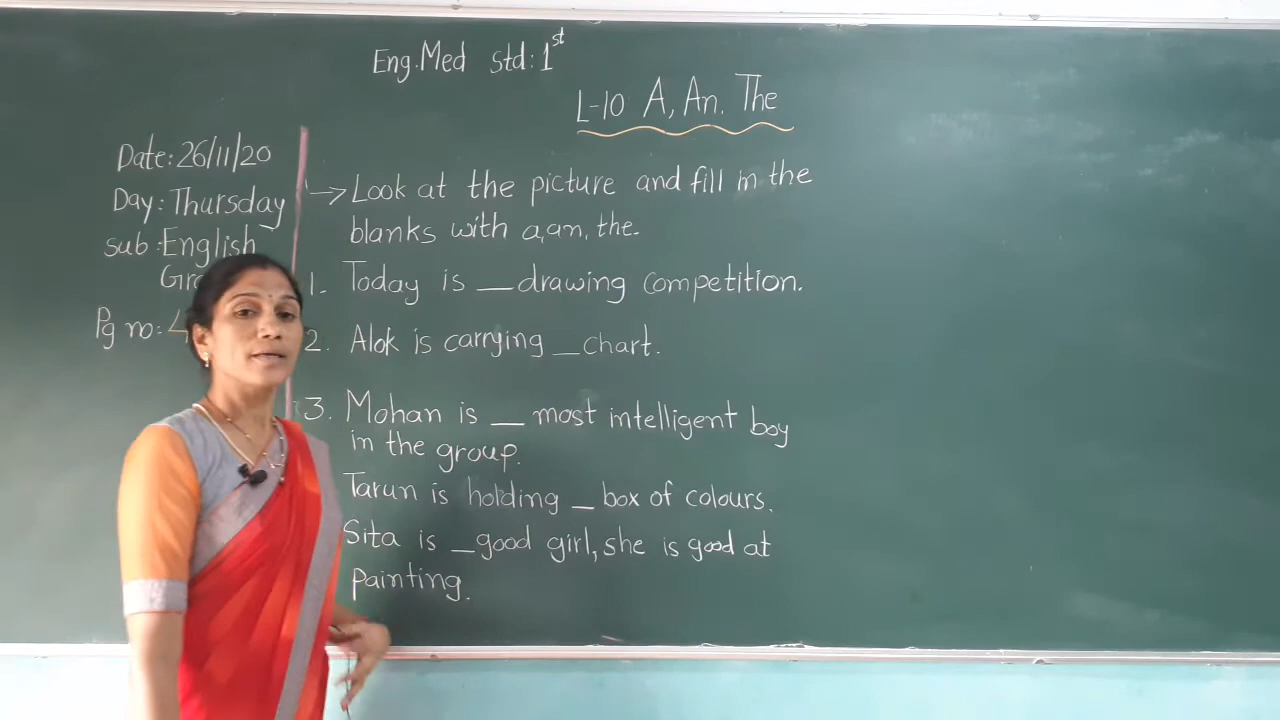 Eng.Med std: 1st
L-10 A, An. The
Date: 26/11/20
Day: Thursday
sub: English
Pg no:
→ Look at the picture and fill in the
blanks with a,an, the.
1. Today is __ drawing competition.
2. Alok is carrying __ chart.
3. Mohan is __ most intelligent boy
in the group.
Tarun is holding _ box of colours.
Sita is _ good girl, she is good at
painting.